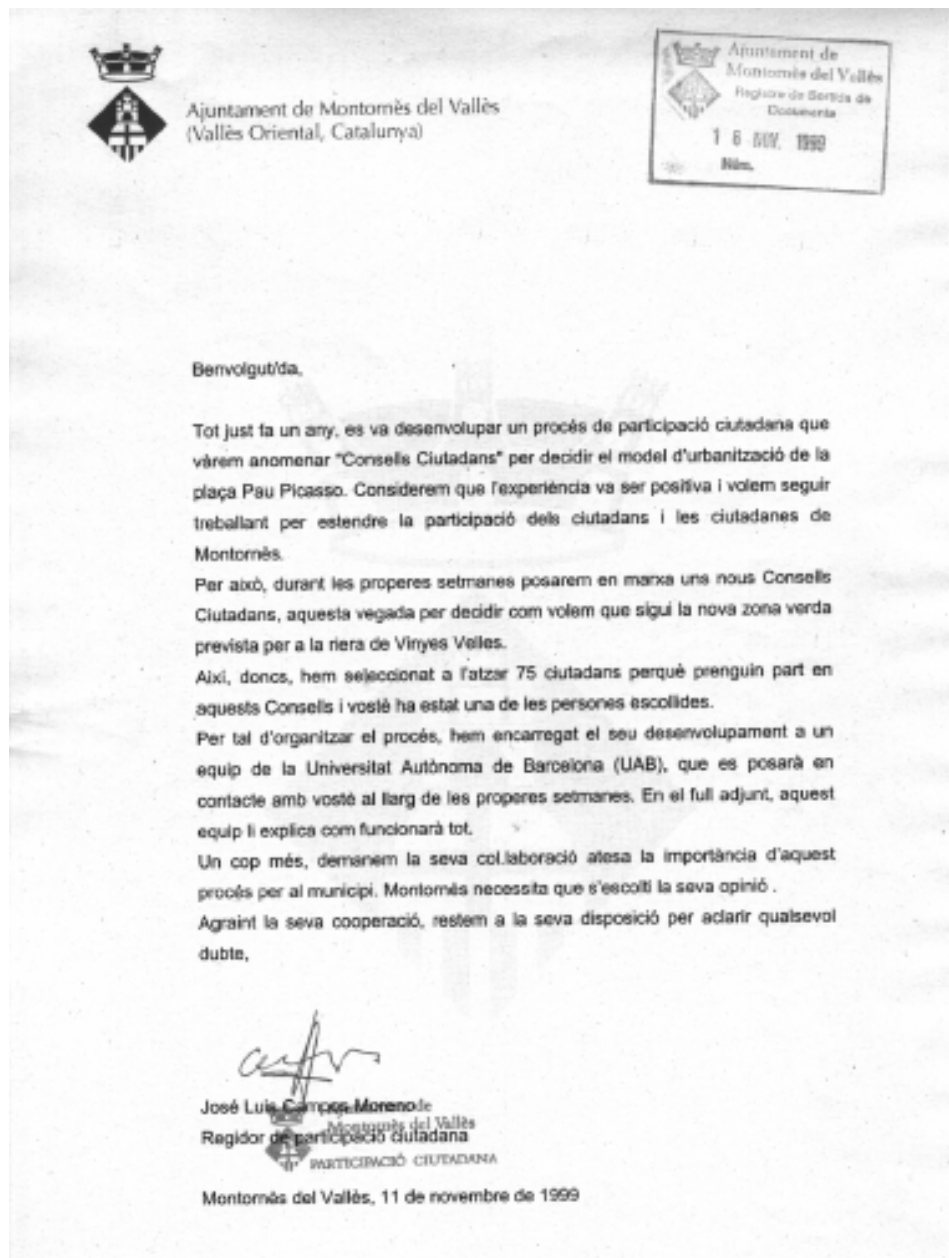 Ajuntament de Montornès del Vallès
(Vallès Oriental, Catalunya)
Ajuntament de
Montornès del Vallès
Registre de Sortida de
Documents
1 6 NOV. 1999
Núm.
Benvolgut/da,
Tot just fa un any, es va desenvolupar un procés de participació ciutadana que
vàrem anomenar "Consells Ciutadans" per decidir el model d'urbanització de la
plaça Pau Picasso. Considerem que l'experiència va ser positiva i volem seguir
treballant per estendre la participació dels ciutadans i les ciutadanes de
Montornès.
Per això, durant les properes setmanes posarem en marxa uns nous Consells
Ciutadans, aquesta vegada per decidir com volem que sigui la nova zona verda
prevista per a la riera de Vinyes Velles.
Així, doncs, hem seleccionat a l'atzar 75 ciutadans perquè prenguin part en
aquests Consells i vostè ha estat una de les persones escollides.
Per tal d'organitzar el procés, hem encarregat el seu desenvolupament a un
equip de la Universitat Autònoma de Barcelona (UAB), que es posarà en
contacte amb vostè al llarg de les properes setmanes. En el full adjunt, aquest
equip li explica com funcionarà tot.
Un cop més, demanem la seva col.laboració atesa la importància d'aquest
procés per al municipi. Montornès necessita que s'escolti la seva opinió .
Agraint la seva cooperació, restem a la seva disposició per aclarir qualsevol
dubte,
José Luis Campos Moreno
Regidor de participació ciutadana
Ajuntament de
Montornès del Vallès
PARTICIPACIÓ CIUTADANA
Montornès del Vallès, 11 de novembre de 1999